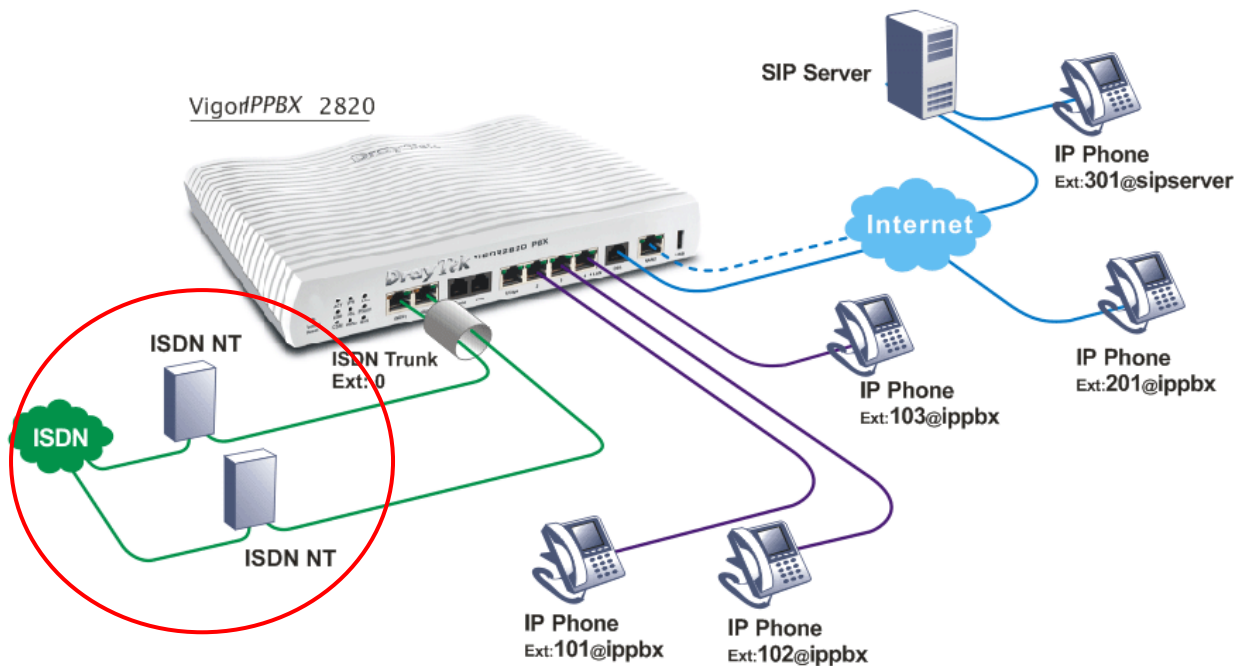 VigorIPPBX 2820
SIP Server
IP Phone
Ext:301@sipserver
Internet
DrayTek
ISDN NT
ISDN Trunk
Ext: 0
IP Phone
Ext:103@ippbx
IP Phone
Ext:201@ippbx
ISDN
ISDN NT
IP Phone
Ext:101@ippbx
IP Phone
Ext:102@ippbx